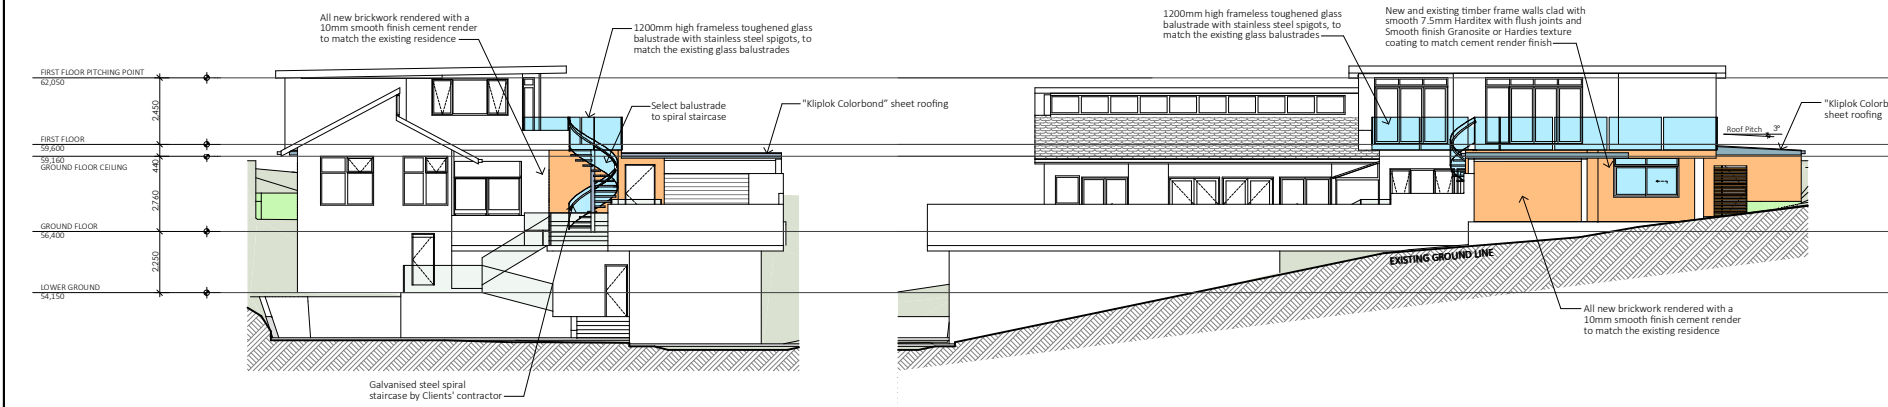 All new brickwork rendered with a
10mm smooth finish cement render
to match the existing residence
1200mm high frameless toughened glass
balustrade with stainless steel spigots, to
match the existing glass balustrades
Select balustrade
to spiral staircase
"Kliplok Colorbond" sheet roofing
FIRST FLOOR PITCHING POINT
62,050
2,450
FIRST FLOOR
59,600
59,160
440
GROUND FLOOR CEILING
2,760
GROUND FLOOR
56,400
2,250
LOWER GROUND
54,150
Galvanised steel spiral
staircase by Clients' contractor
1200mm high frameless toughened glass
balustrade with stainless steel spigots, to
match the existing glass balustrades
New and existing timber frame walls clad with
smooth 7.5mm Harditex with flush joints and
Smooth finish Granosite or Hardies texture
coating to match cement render finish
"Kliplok Colorb
sheet roofing
Roof Pitch 3°
EXISTING GROUND LINE
All new brickwork rendered with a
10mm smooth finish cement render
to match the existing residence